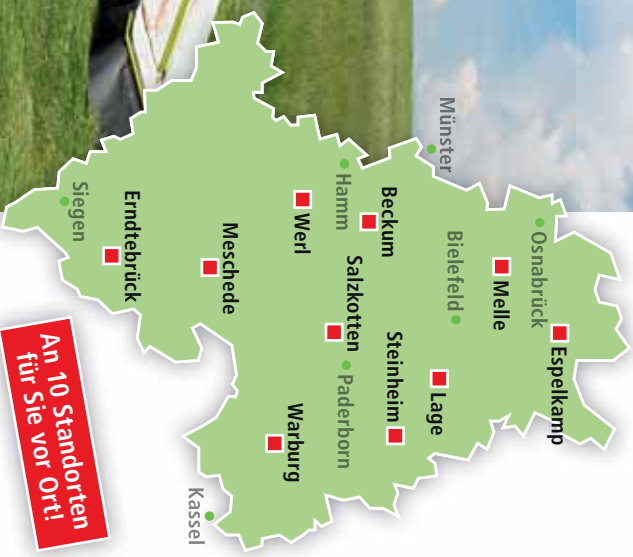 Osnabrück
Espelkamp
Melle
Münster
Bielefeld
Lage
Beckum
Steinheim
Hamm
Salzkotten
Paderborn
Werl
Warburg
Meschede
Kassel
Erndtebrück
Siegen
An 10 Standorten
für Sie vor Ort!